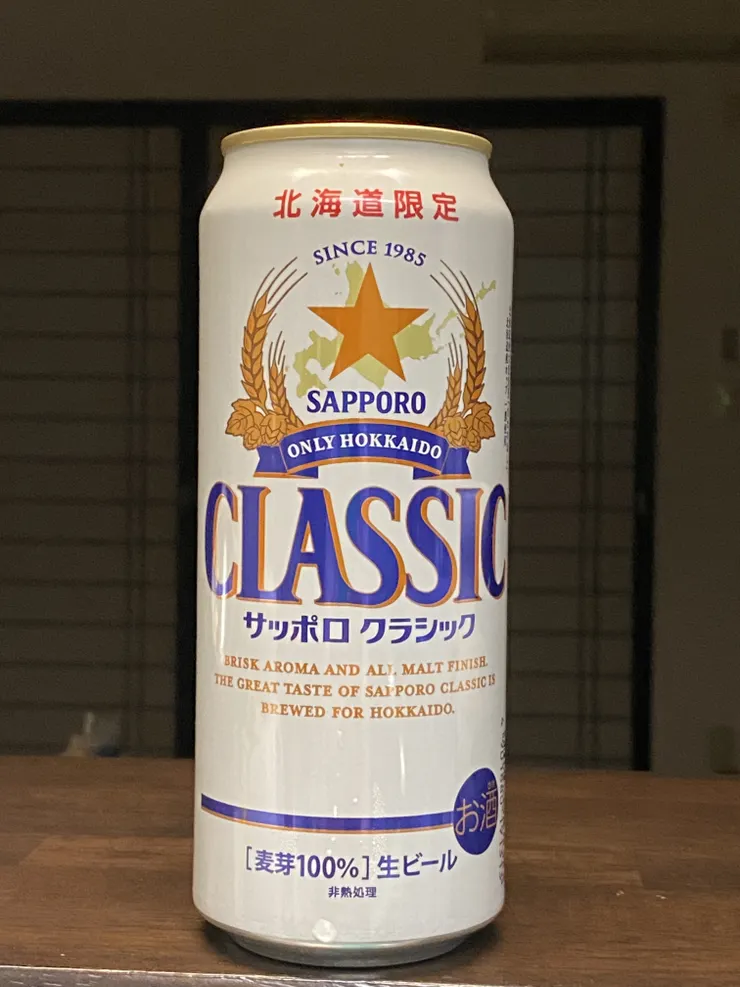 北海道限定
SINCE 1985
SAPPORO
ONLY HOKKAIDO
CLASSIC
サッポロ クラシック
BRISK AROMA AND ALL MALT FINISH.
THE GREAT TASTE OF SAPPORO CLASSIC IS
BREWED FOR HOKKAIDO.
お酒
[麦芽100%]生ビール
非熱処理